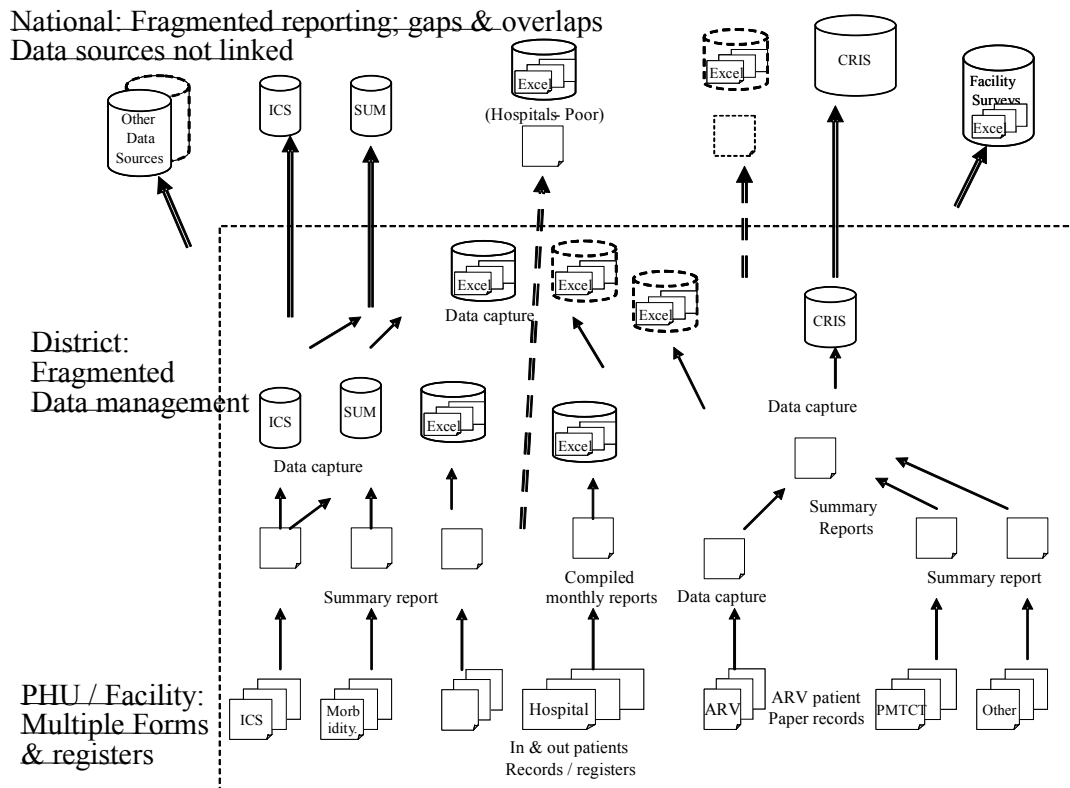 National: Fragmented reporting; gaps & overlaps
Data sources not linked
Other
Data
Sources
ICS
SUM
Excel
(Hospitals- Poor)
Excel
CRIS
Facility
Surveys
Excel
District:
Fragmented
Data management
Excel
Data capture
Excel
Excel
CRIS
ICS
SUM
Excel
Data capture
Excel
Data capture
Summary
Reports
Summary report
Compiled
monthly reports
Data capture
Summary report
PHU / Facility:
Multiple Forms
& registers
ICS
Morb
idity.
Hospital
In & out patients
Records / registers
ARV
ARV patient
Paper records
PMTCT
Other